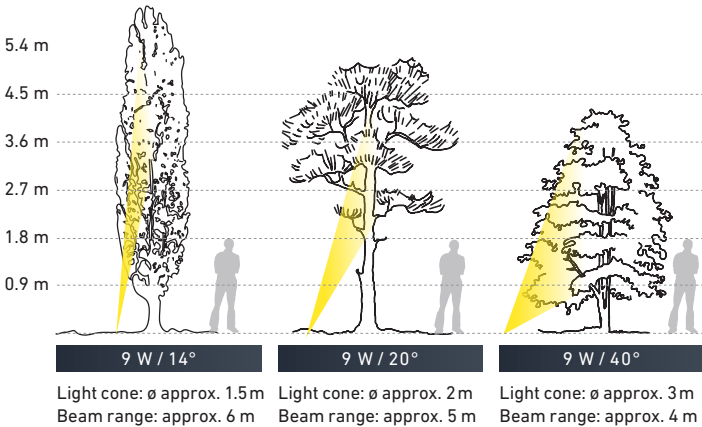 5.4 m
4.5 m
3.6 m
2.7 m
1.8 m
0.9 m
9 W / 14°
9 W / 20°
9 W / 40°
Light cone: ø approx. 1.5 m
Beam range: approx. 6 m
Light cone: ø approx. 2 m
Beam range: approx. 5 m
Light cone: ø approx. 3 m
Beam range: approx. 4 m